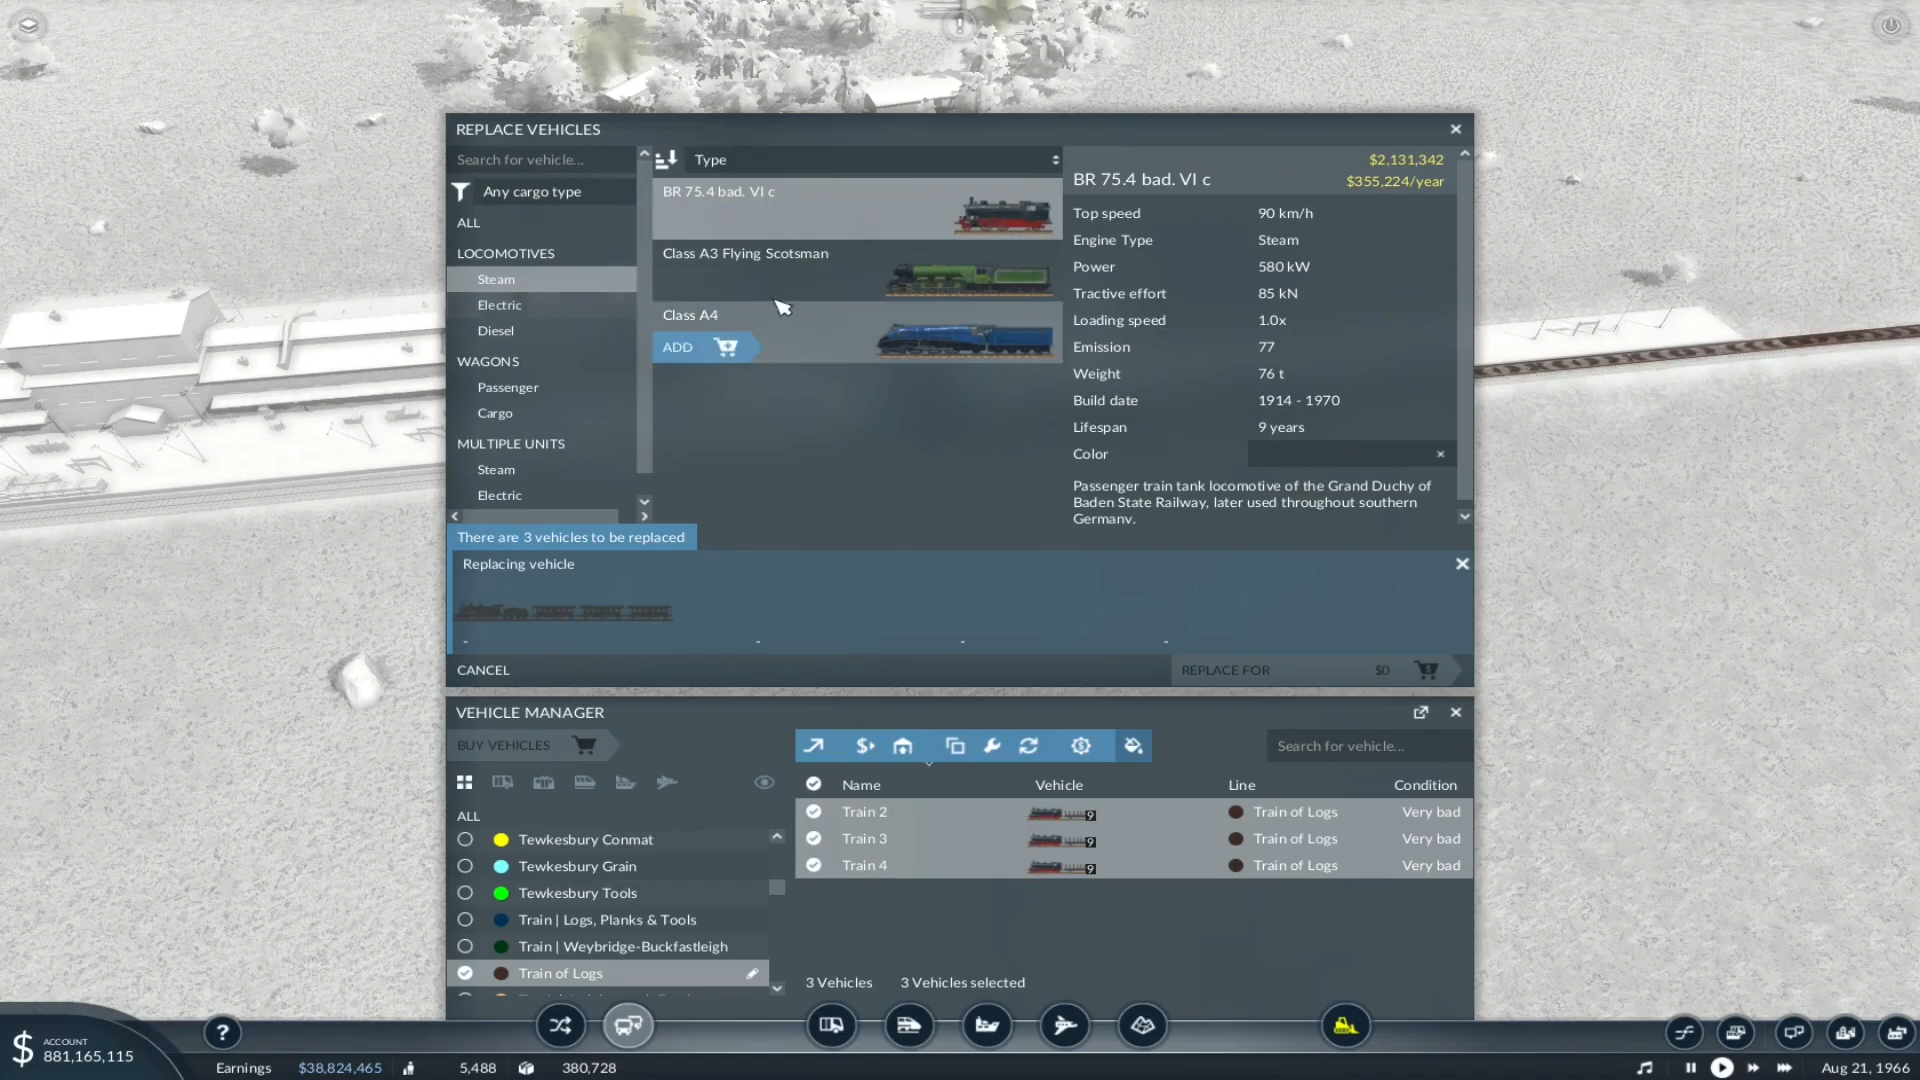 REPLACE VEHICLES
Search for vehicle...
Any cargo type
ALL
LOCOMOTIVES
Steam
Electric
Diesel
WAGONS
Passenger
Cargo
MULTIPLE UNITS
Steam
Electric
Type
BR 75.4 bad. VI c
Class A3 Flying Scotsman
Class A4
ADD
BR 75.4 bad. VI c
$2,131,342
$355,224/year
Top speed 90 km/h
Engine Type Steam
Power 580 kW
Tractive effort 85 kN
Loading speed 1.0x
Emission 77
Weight 76 t
Build date 1914 - 1970
Lifespan 9 years
Color
Passenger train tank locomotive of the Grand Duchy of
Baden State Railway, later used throughout southern
Germany.
There are 3 vehicles to be replaced
Replacing vehicle
- - - -
CANCEL
REPLACE FOR $0
VEHICLE MANAGER
BUY VEHICLES
Search for vehicle...
ALL
Tewkesbury Conmat
Tewkesbury Grain
Tewkesbury Tools
Train | Logs, Planks & Tools
Train | Weybridge-Buckfastleigh
Train of Logs
Name Vehicle Line Condition
Train 2 9 Train of Logs Very bad
Train 3 9 Train of Logs Very bad
Train 4 9 Train of Logs Very bad
3 Vehicles 3 Vehicles selected
$ ACCOUNT
881,165,115
?
Earnings $38,824,465 5,488 380,728
Aug 21, 1966